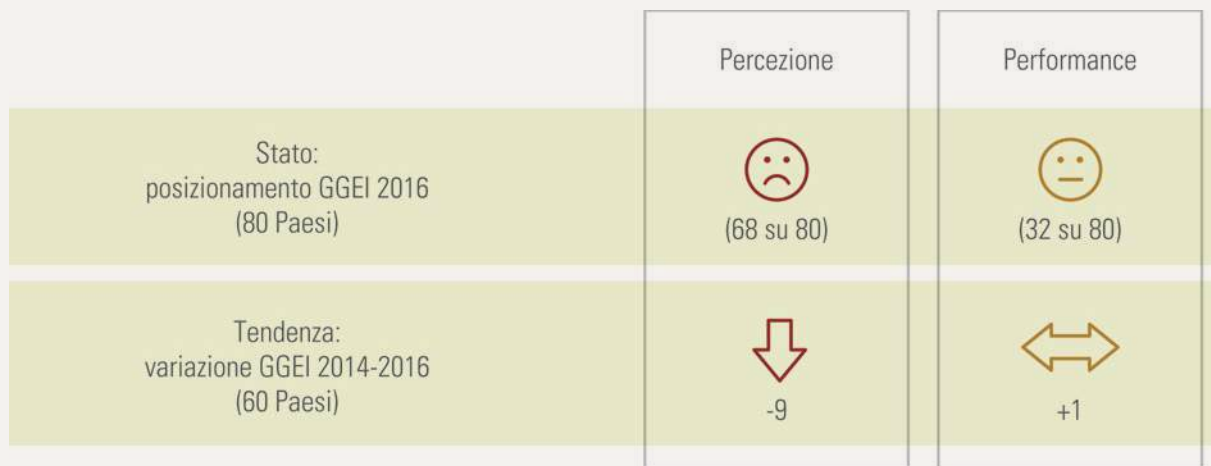 Percezione
Performance
Stato:
posizionamento GGEI 2016
(80 Paesi)
(68 su 80)
(32 su 80)
Tendenza:
variazione GGEI 2014-2016
(60 Paesi)
-9
+1